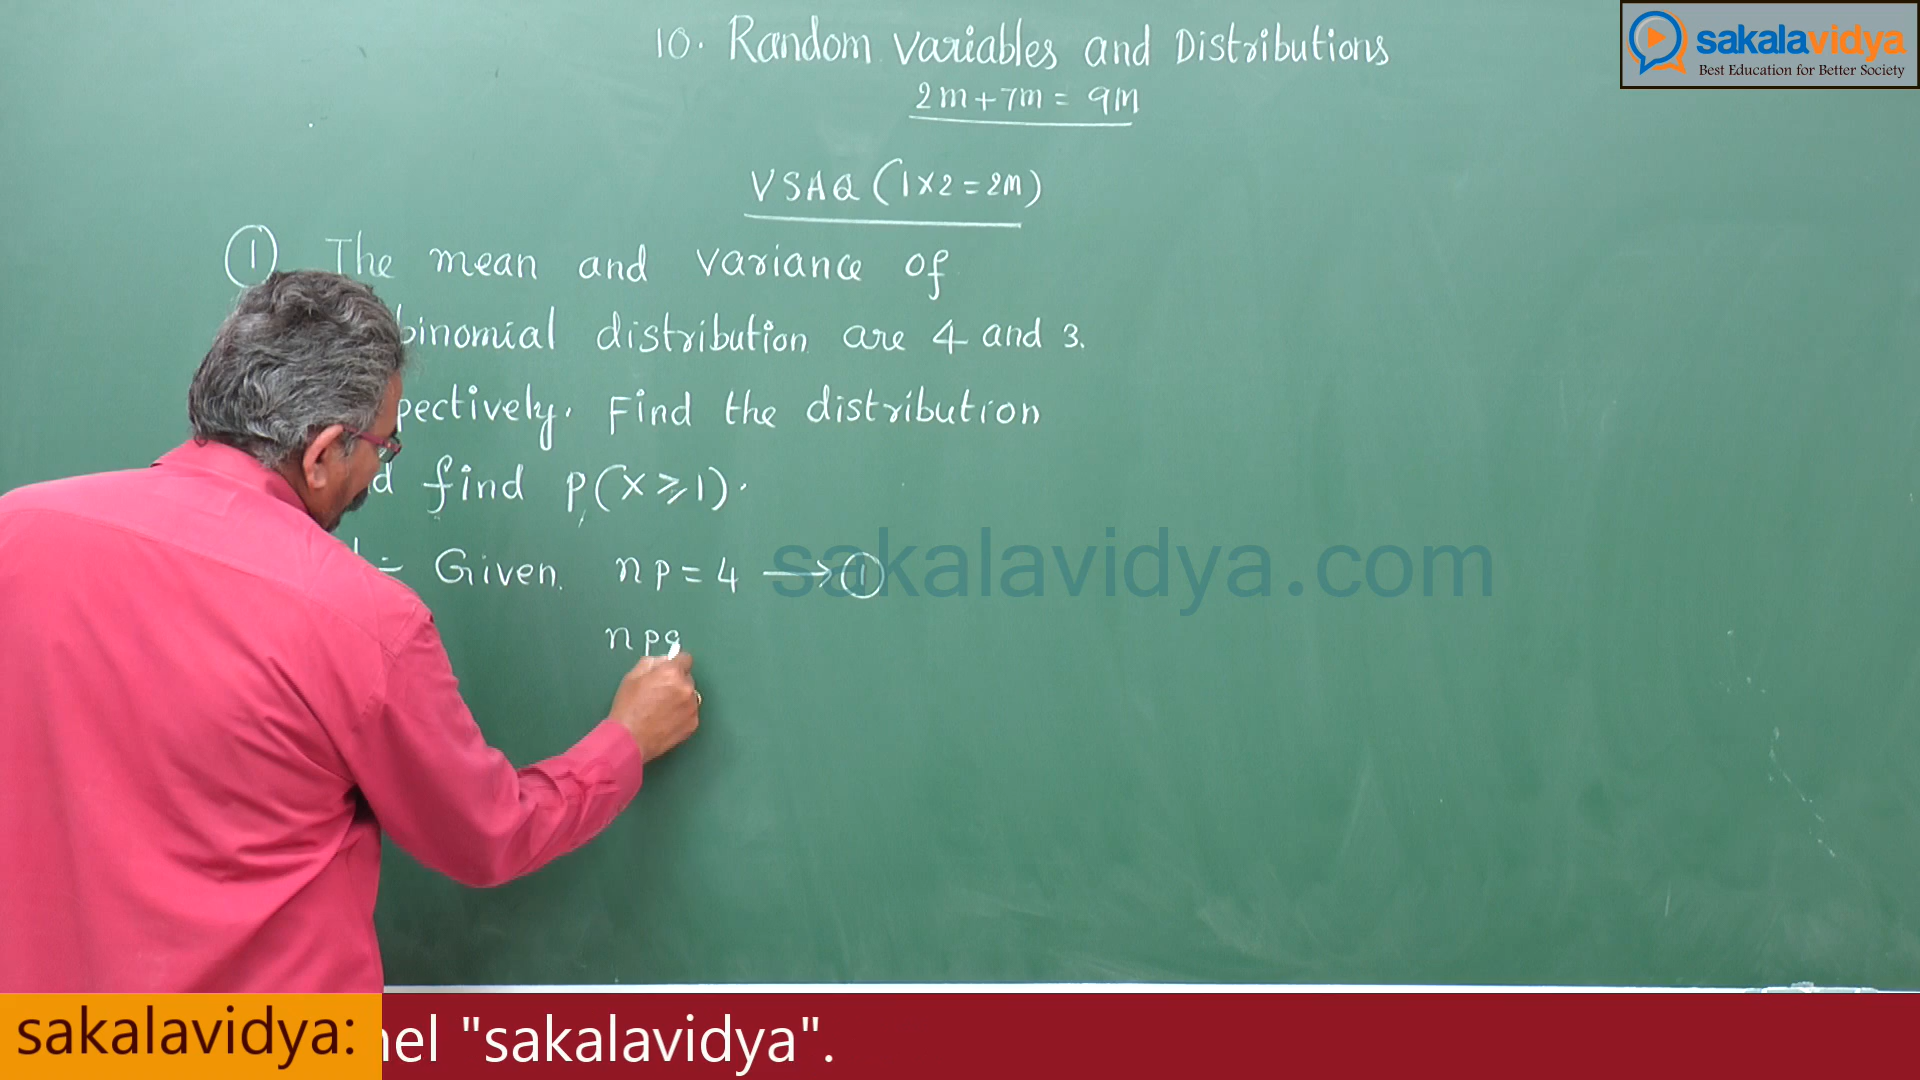 10. Random variables and Distributions
2m+7m = 9M
VSAQ (1×2=2m)
① The mean and variance of
binomial distribution are 4 and 3.
pectively. Find the distribution
d find P(X≥1).
= Given. np=4 → ①
npq
sakalavidya
Best Education for Better Society
sakalavidya.com
sakalavidya: nel "sakalavidya".